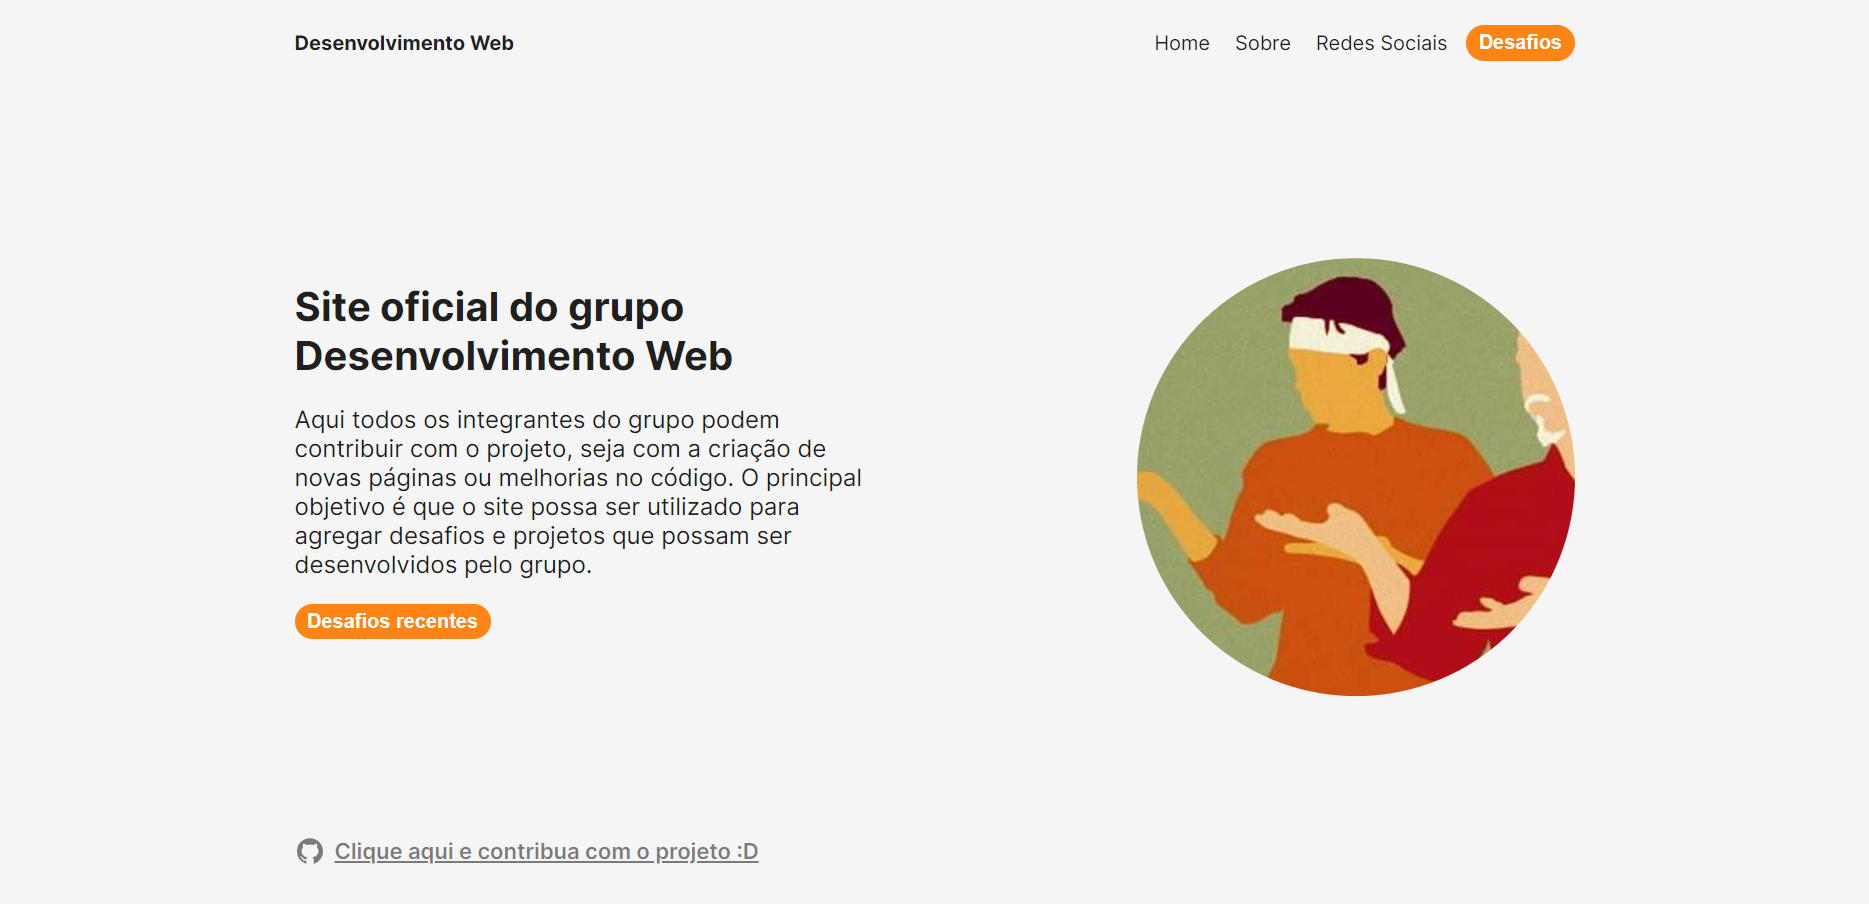 Desenvolvimento Web
Home Sobre Redes Sociais Desafios
Site oficial do grupo
Desenvolvimento Web
Aqui todos os integrantes do grupo podem
contribuir com o projeto, seja com a criação de
novas páginas ou melhorias no código. O principal
objetivo é que o site possa ser utilizado para
agregar desafios e projetos que possam ser
desenvolvidos pelo grupo.
Desafios recentes
Clique aqui e contribua com o projeto :D